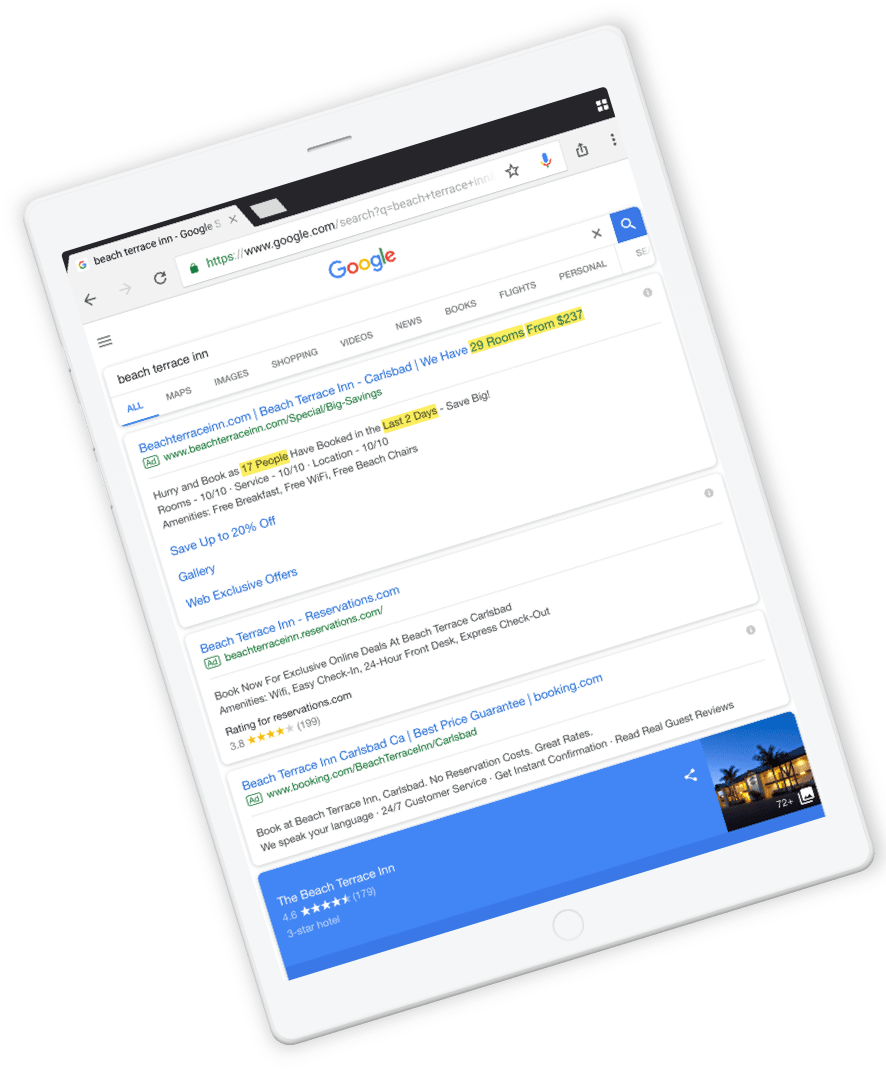 beach terrace inn - Google S
https://www.google.com/search?q=beach+terrace+inn
Google
beach terrace inn
ALL MAPS IMAGES SHOPPING VIDEOS NEWS BOOKS FLIGHTS PERSONAL SE
Beachterraceinn.com | Beach Terrace Inn - Carlsbad | We Have 29 Rooms From $237
Ad www.beachterraceinn.com/Special/Big-Savings
Hurry and Book as 17 People Have Booked in the Last 2 Days - Save Big!
Rooms - 10/10 · Service - 10/10 · Location - 10/10
Amenities: Free Breakfast, Free WiFi, Free Beach Chairs
Save Up to 20% Off
Gallery
Web Exclusive Offers
Beach Terrace Inn - Reservations.com
Ad beachterraceinn.reservations.com/
Book Now For Exclusive Online Deals At Beach Terrace Carlsbad
Amenities: Wifi, Easy Check-In, 24-Hour Front Desk, Express Check-Out
Rating for reservations.com
3.8 ★★★★★ (199)
Beach Terrace Inn Carlsbad Ca | Best Price Guarantee | booking.com
Ad www.booking.com/BeachTerraceInn/Carlsbad
Book at Beach Terrace Inn, Carlsbad. No Reservation Costs. Great Rates.
We speak your language · 24/7 Customer Service · Get Instant Confirmation · Read Real Guest Reviews
The Beach Terrace Inn
4.6 ★★★★★ (179)
3-star hotel
72+